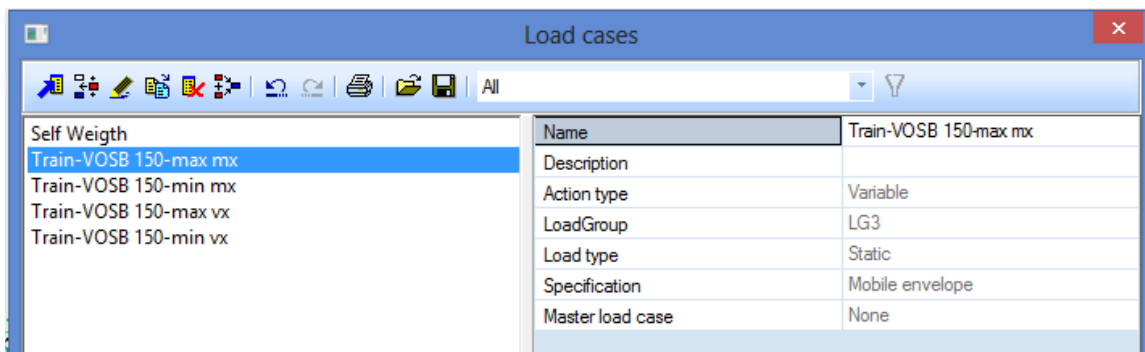 Load cases
All
Self Weigth
Train-VOSB 150-max mx
Train-VOSB 150-min mx
Train-VOSB 150-max vx
Train-VOSB 150-min vx
Name Train-VOSB 150-max mx
Description
Action type Variable
LoadGroup LG3
Load type Static
Specification Mobile envelope
Master load case None